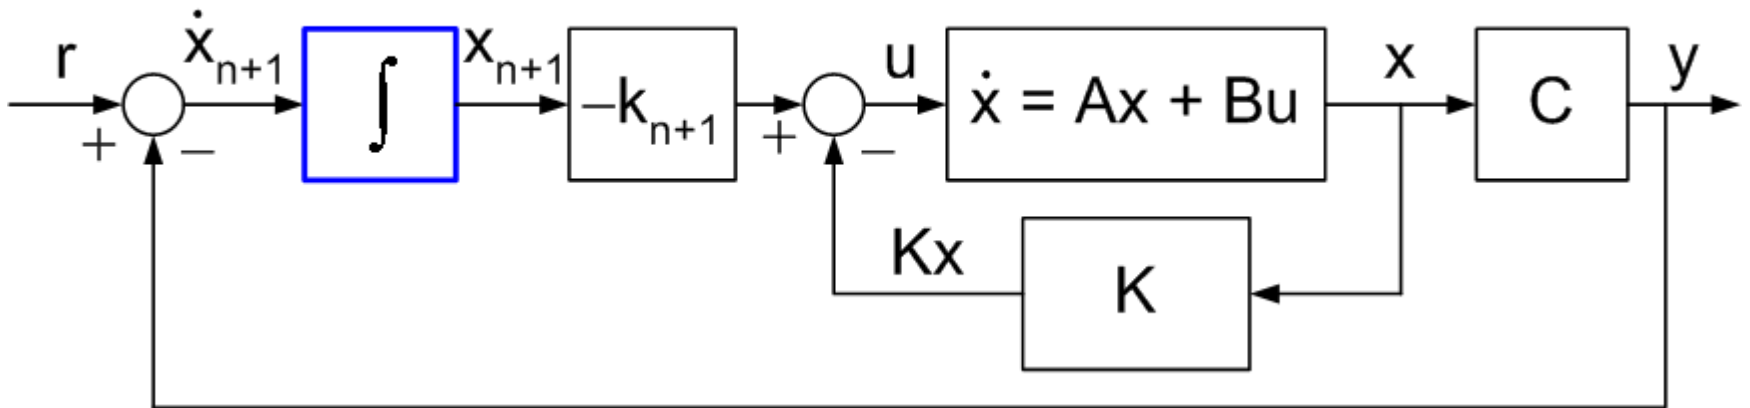 r
ẋₙ₊₁
∫
xₙ₊₁
–kₙ₊₁
u
ẋ = Ax + Bu
x
C
y
+
–
+
–
Kx
K